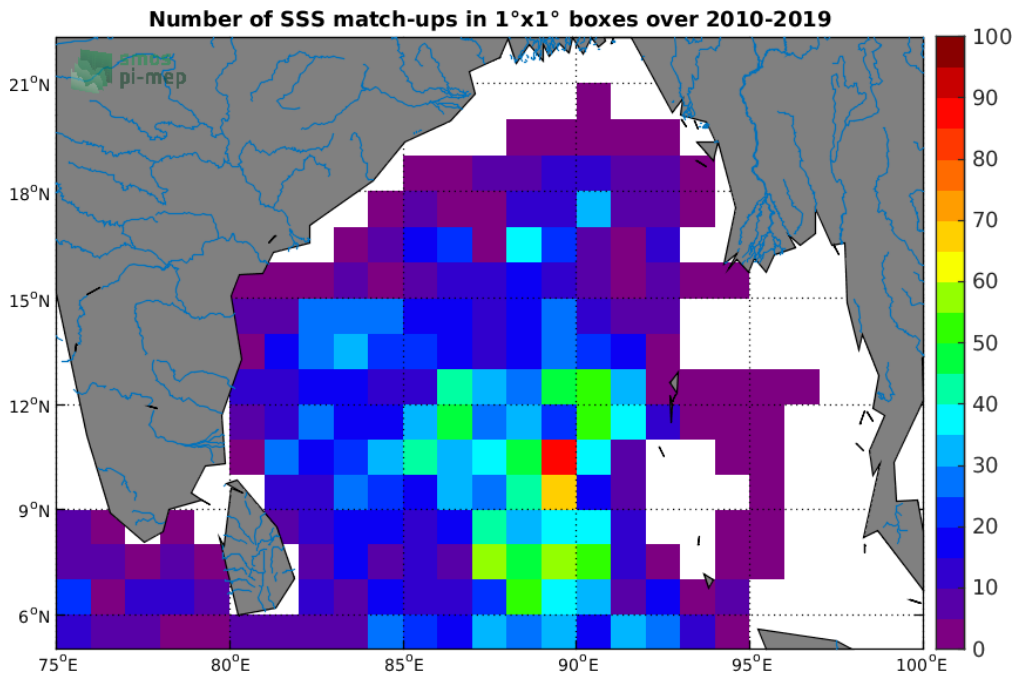 Number of SSS match-ups in 1°x1° boxes over 2010-2019
smos
pi-mep
21°N
18°N
15°N
12°N
9°N
6°N
75°E
80°E
85°E
90°E
95°E
100°E
100
90
80
70
60
50
40
30
20
10
0